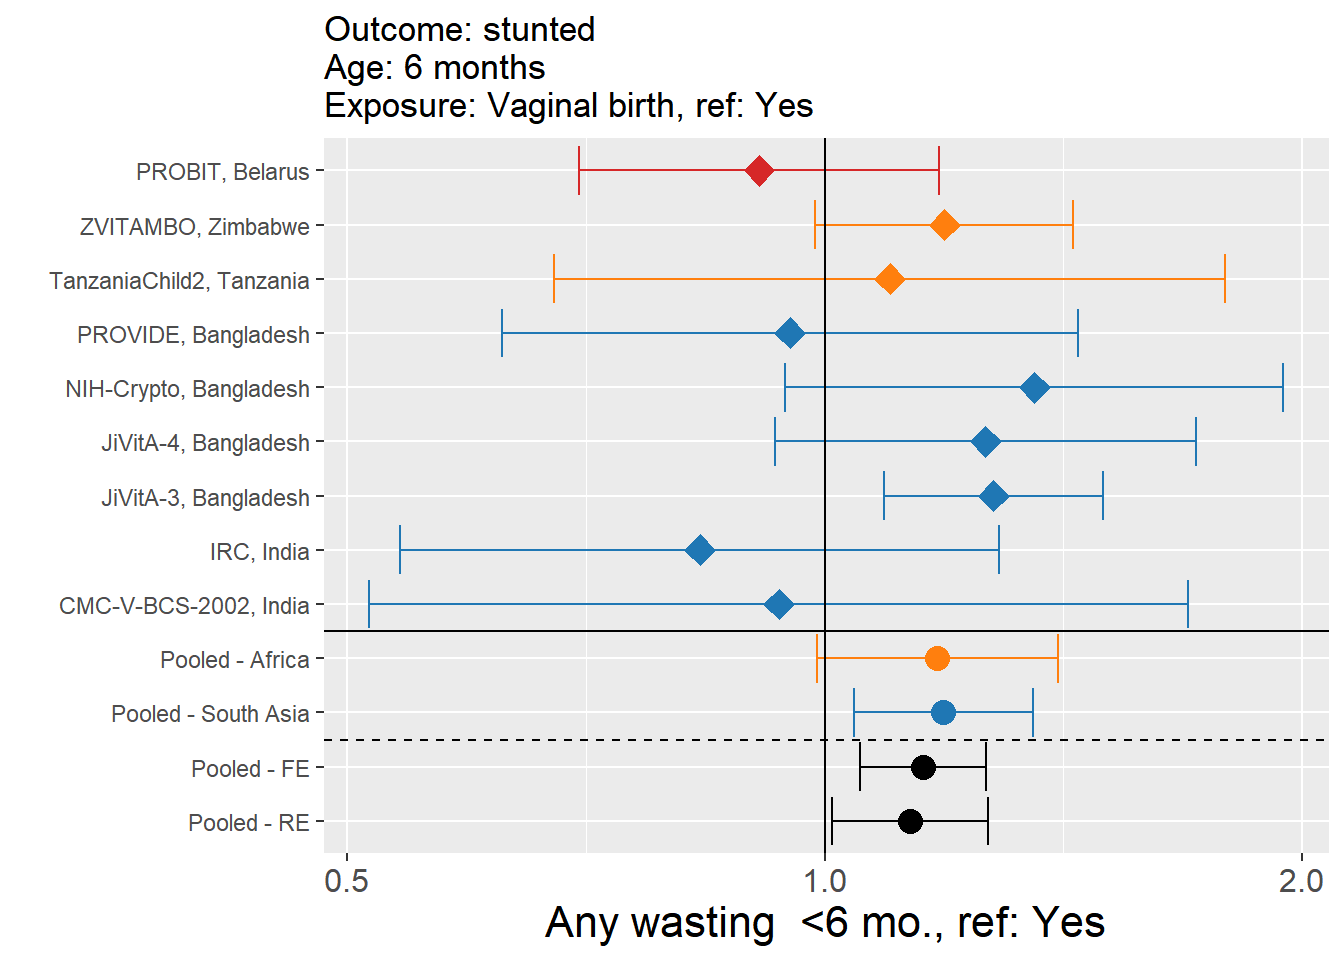 Outcome: stunted
Age: 6 months
Exposure: Vaginal birth, ref: Yes
PROBIT, Belarus
ZVITAMBO, Zimbabwe
TanzaniaChild2, Tanzania
PROVIDE, Bangladesh
NIH-Crypto, Bangladesh
JiVitA-4, Bangladesh
JiVitA-3, Bangladesh
IRC, India
CMC-V-BCS-2002, India
Pooled - Africa
Pooled - South Asia
Pooled - FE
Pooled - RE
0.5 1.0 2.0
Any wasting  <6 mo., ref: Yes